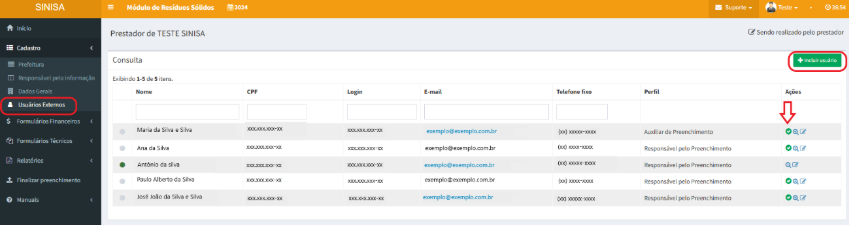 SINISA
Módulo de Resíduos Sólidos 2024
Suporte
Teste
36:54
Início
Prestador de TESTE SINISA
Sendo realizado pelo prestador
Cadastro
Prefeitura
Responsável pela Informação
Dados Gerais
Usuários Externos
Formulários Financeiros
Formulários Técnicos
Relatórios
Finalizar preenchimento
Manuais
Consulta
+ Incluir usuário
Exibindo 1-5 de 5 itens.
Nome CPF Login E-mail Telefone fixo Perfil Ações
Maria da Silva e Silva xxx.xxx.xxx-xx xxx.xxx.xxx-xx exemplo@exemplo.com.br (xx) xxxxx-xxxx Auxiliar de Preenchimento
Ana da Silva xxx.xxx.xxx-xx xxx.xxx.xxx-xx exemplo@exemplo.com.br (xx) xxxx-xxxx Responsável pelo Preenchimento
Antônio da silva xxx.xxx.xxx-xx xxx.xxx.xxx-xx exemplo@exemplo.com.br (xx) xxxxx-xxxx Responsável pelo Preenchimento
Paulo Alberto da Silva xxx.xxx.xxx-xx xxx.xxx.xxx-xx exemplo@exemplo.com.br (xx) xxxx-xxxx Responsável pelo Preenchimento
José João da Silva e Silva xxx.xxx.xxx-xx xxx.xxx.xxx-xx exemplo@exemplo.com.br (xx) xxxxx-xxxx Responsável pelo Preenchimento